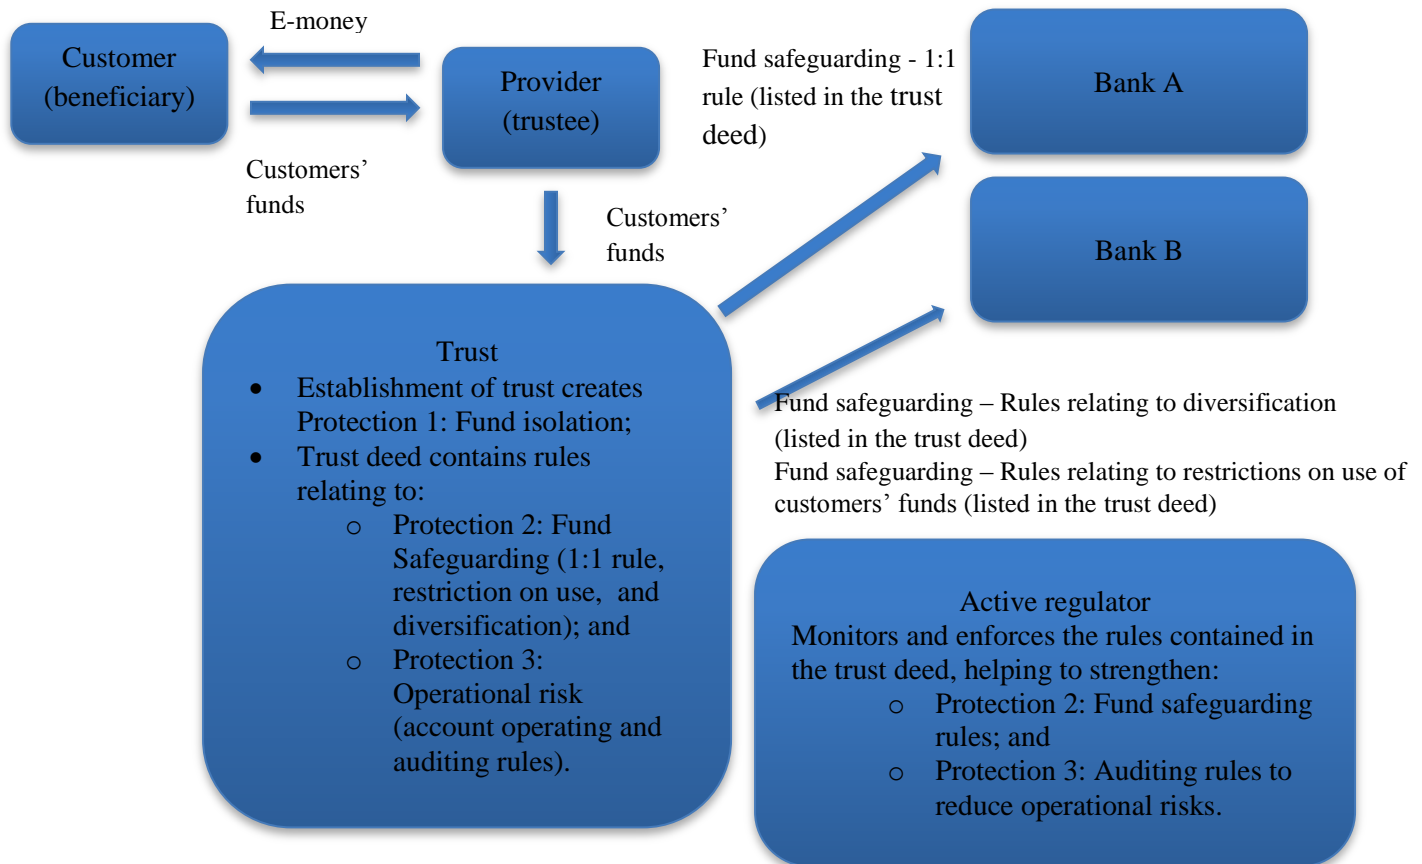 E-money
Customer
(beneficiary)
Provider
(trustee)
Customers’
funds
Customers’
funds
Fund safeguarding - 1:1
rule (listed in the trust
deed)
Bank A
Bank B
Trust
• Establishment of trust creates
Protection 1: Fund isolation;
• Trust deed contains rules
relating to:
o Protection 2: Fund
Safeguarding (1:1 rule,
restriction on use, and
diversification); and
o Protection 3:
Operational risk
(account operating and
auditing rules).
Fund safeguarding – Rules relating to diversification
(listed in the trust deed)
Fund safeguarding – Rules relating to restrictions on use of
customers’ funds (listed in the trust deed)
Active regulator
Monitors and enforces the rules contained in
the trust deed, helping to strengthen:
o Protection 2: Fund safeguarding
rules; and
o Protection 3: Auditing rules to
reduce operational risks.